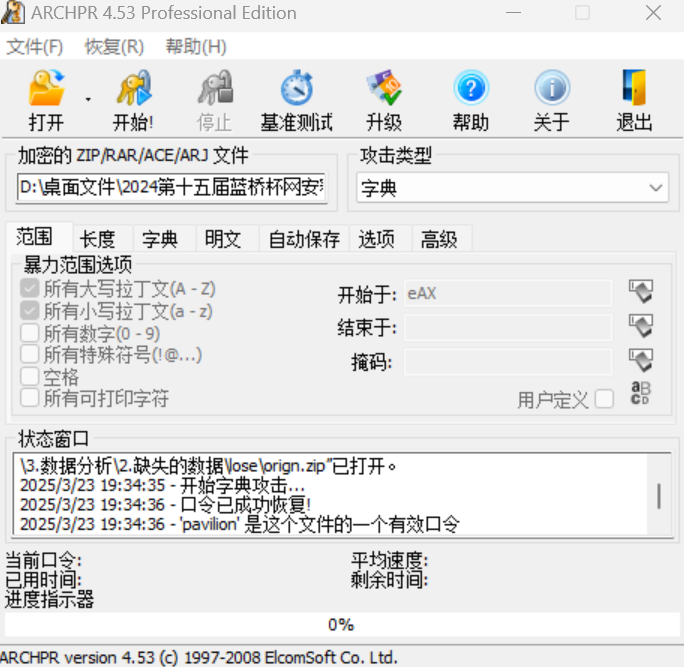 ARCHPR 4.53 Professional Edition
文件(F) 恢复(R) 帮助(H)
打开 开始! 停止 基准测试 升级 帮助 关于 退出
加密的 ZIP/RAR/ACE/ARJ 文件 攻击类型
D:\桌面文件\2024第十五届蓝桥杯网安 字典
范围 长度 字典 明文 自动保存 选项 高级
暴力范围选项
所有大写拉丁文(A - Z) 开始于: eAX
所有小写拉丁文(a - z)
所有数字(0 - 9) 结束于:
所有特殊符号(!@...) 掩码:
空格
所有可打印字符 用户定义
状态窗口
\3.数据分析\2.缺失的数据\lose\orign.zip"已打开。
2025/3/23 19:34:35 - 开始字典攻击...
2025/3/23 19:34:36 - 口令已成功恢复!
2025/3/23 19:34:36 - 'pavilion' 是这个文件的一个有效口令
当前口令: 平均速度:
已用时间: 剩余时间:
进度指示器
0%
ARCHPR version 4.53 (c) 1997-2008 ElcomSoft Co. Ltd.